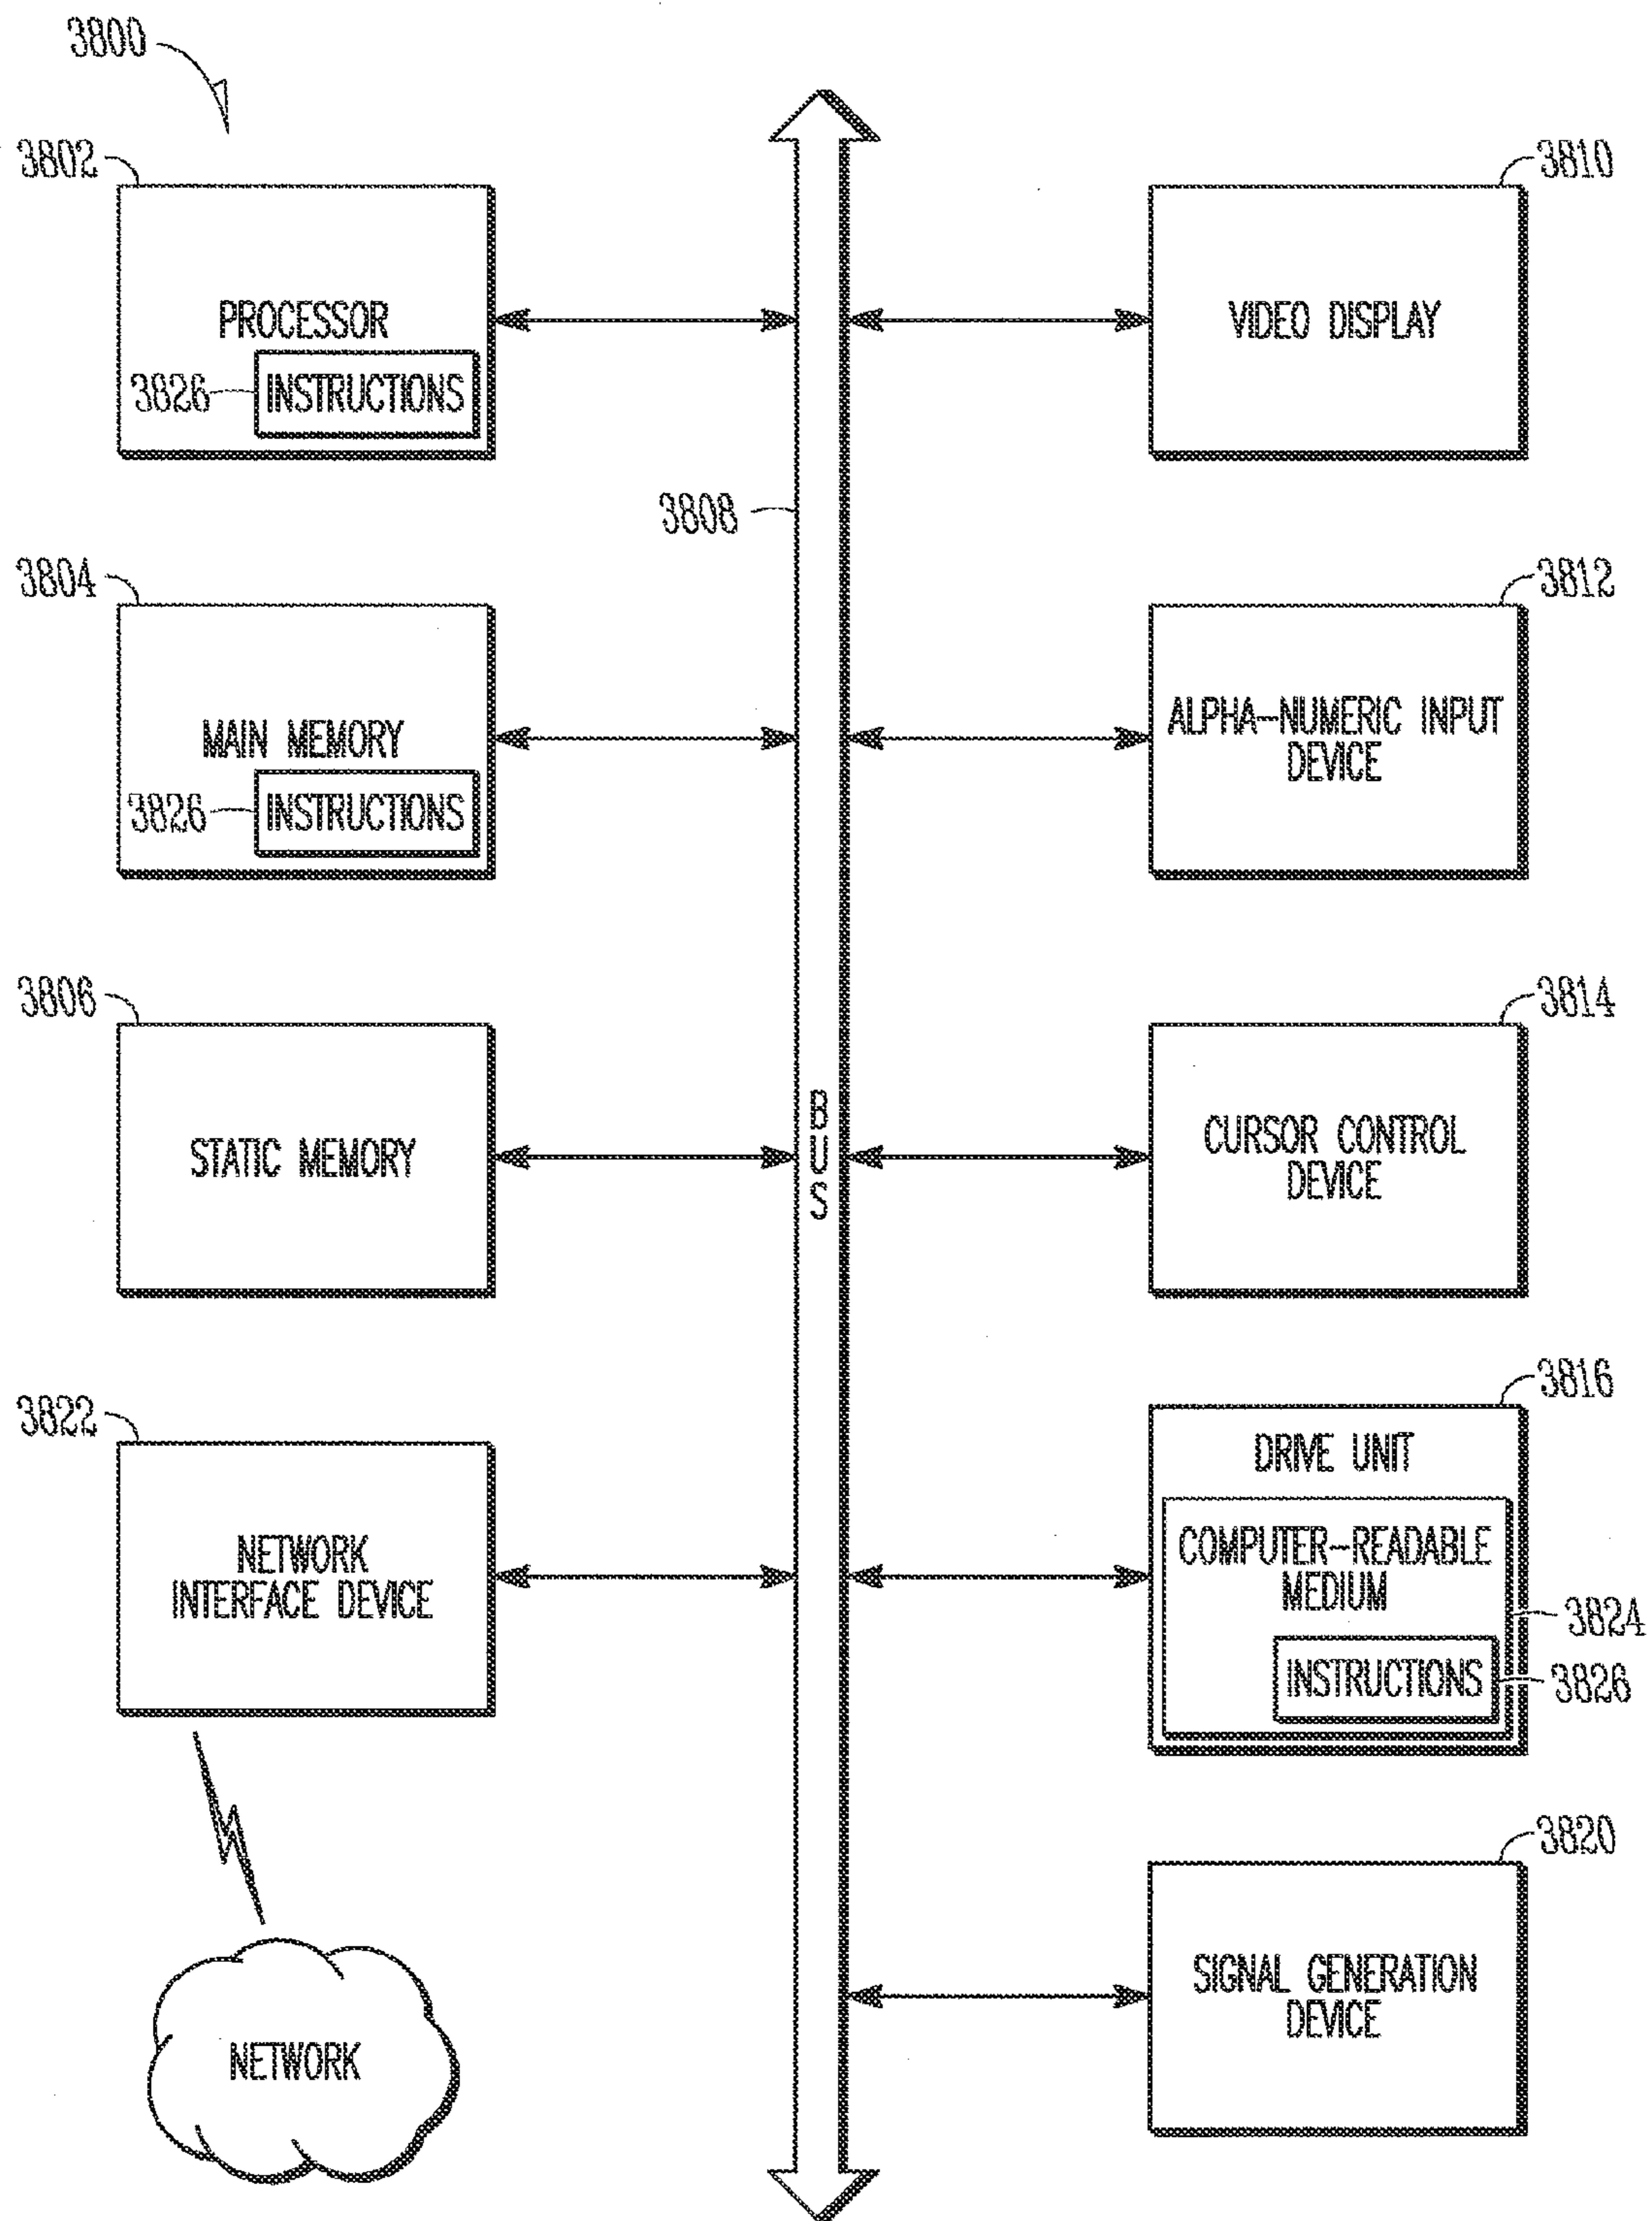 3800
3802
PROCESSOR
3826
INSTRUCTIONS
3804
MAIN MEMORY
3826
INSTRUCTIONS
3806
STATIC MEMORY
3822
NETWORK
INTERFACE DEVICE
NETWORK
3808
BUS
3810
VIDEO DISPLAY
3812
ALPHA-NUMERIC INPUT
DEVICE
3814
CURSOR CONTROL
DEVICE
3816
DRIVE UNIT
COMPUTER-READABLE
MEDIUM
3824
INSTRUCTIONS
3826
3820
SIGNAL GENERATION
DEVICE